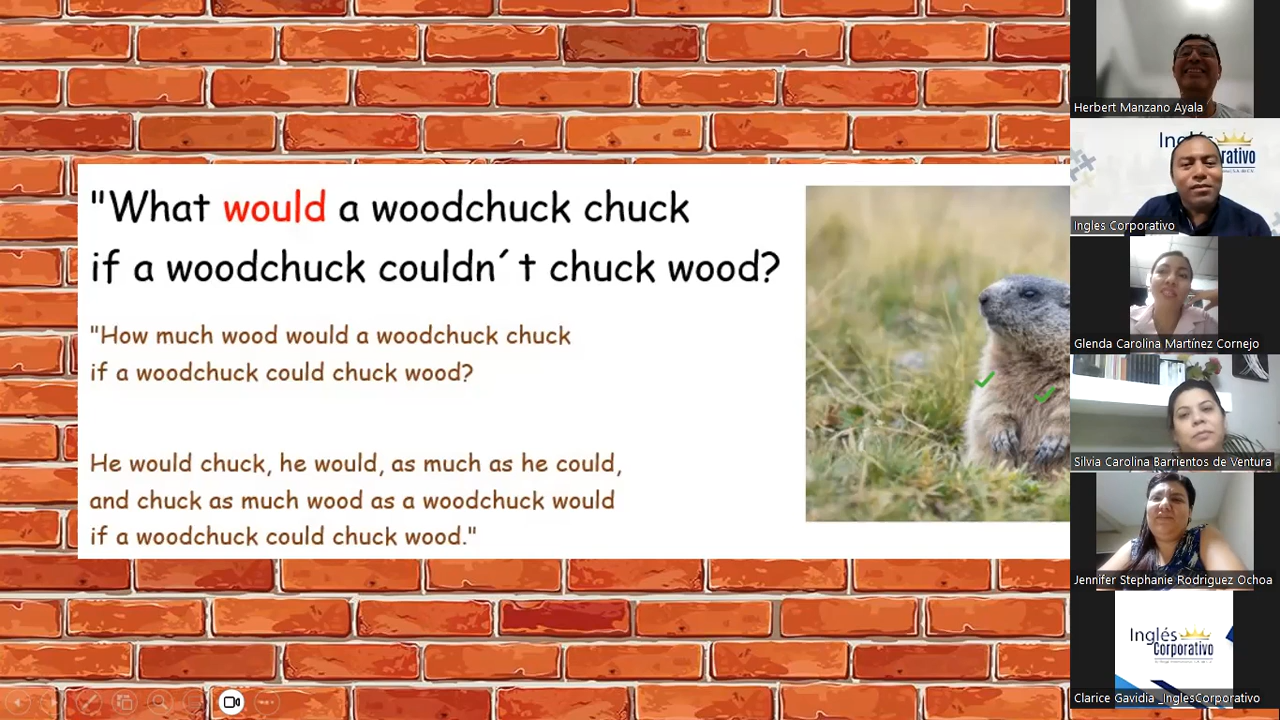 "What would a woodchuck chuck
if a woodchuck couldn´t chuck wood?
"How much wood would a woodchuck chuck
if a woodchuck could chuck wood?
He would chuck, he would, as much as he could,
and chuck as much wood as a woodchuck would
if a woodchuck could chuck wood."
Herbert Manzano Ayala
Inglés
rativo
Ingles Corporativo
Glenda Carolina Martínez Cornejo
Silvia Carolina Barrientos de Ventura
Jennifer Stephanie Rodriguez Ochoa
Inglés
Corporativo
Clarice Gavidia _InglesCorporativo